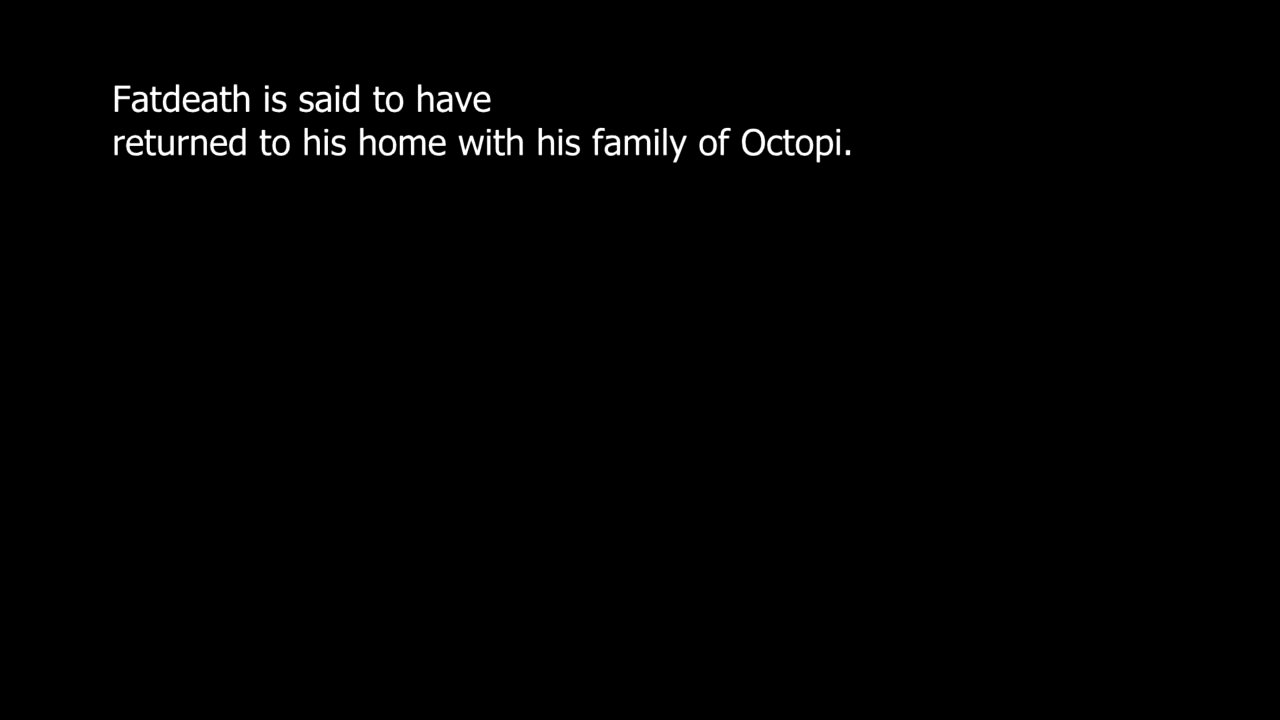 Fatdeath is said to have
returned to his home with his family of Octopi.